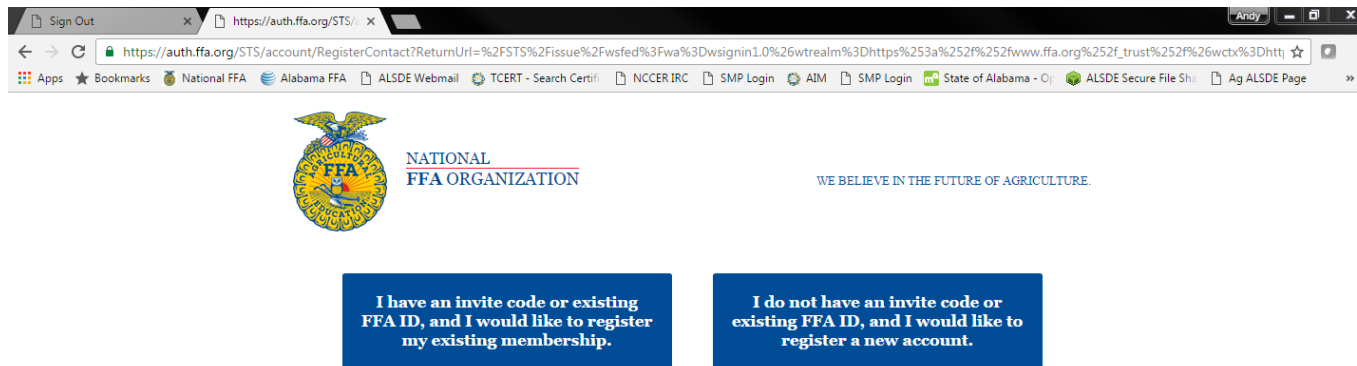 Sign Out
https://auth.ffa.org/STS/
Andy
https://auth.ffa.org/STS/account/RegisterContact?ReturnUrl=%2FSTS%2Fissue%2Fwsfed%3Fwa%3Dwsignin1.0%26wtrealm%3Dhttps%253a%252f%252fwww.ffa.org%252f_trust%252f%26wctx%3Dhtt
Apps Bookmarks National FFA Alabama FFA ALSDE Webmail TCERT - Search Certifi NCCER IRC SMP Login AIM SMP Login State of Alabama - Op ALSDE Secure File Sha Ag ALSDE Page »
AGRICULTURAL
FFA
EDUCATION
NATIONAL
FFA ORGANIZATION
WE BELIEVE IN THE FUTURE OF AGRICULTURE.
I have an invite code or existing
FFA ID, and I would like to register
my existing membership.
I do not have an invite code or
existing FFA ID, and I would like to
register a new account.